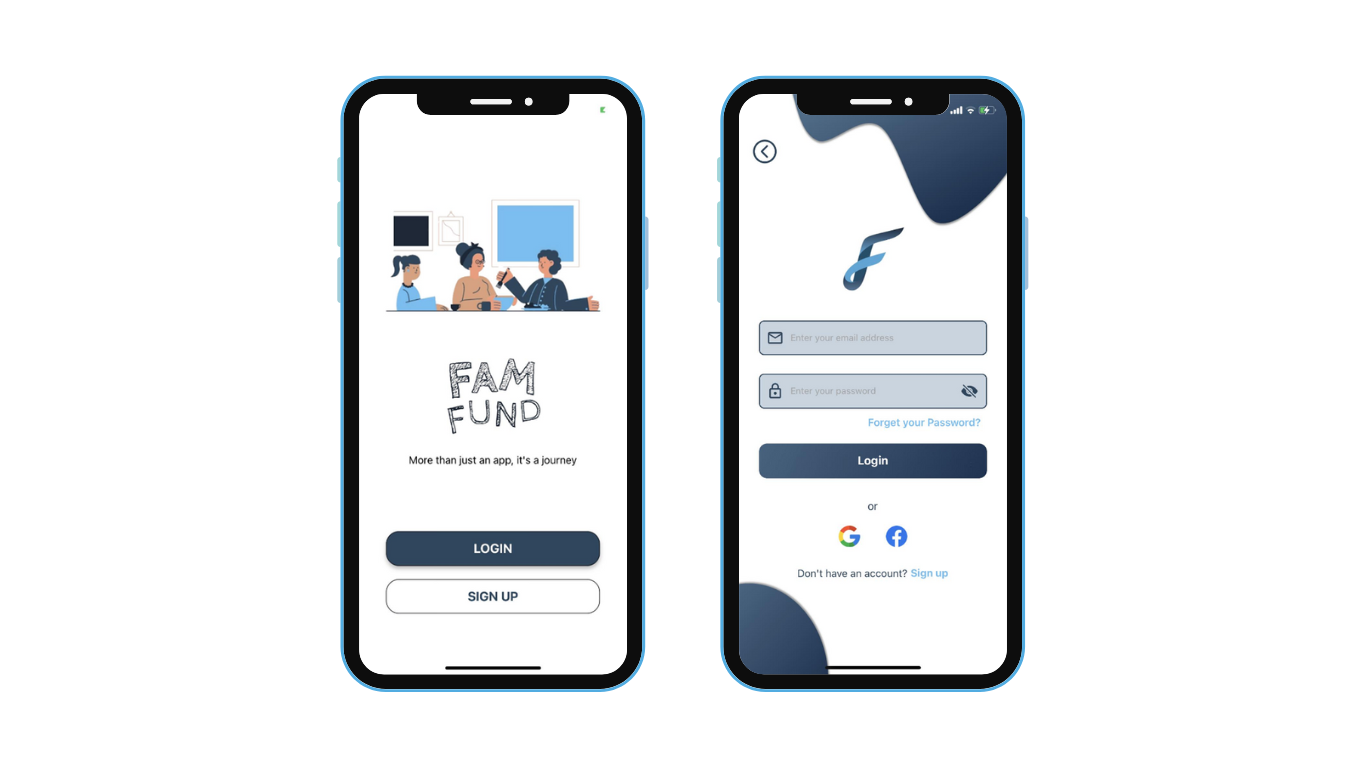 FAM
FUND
More than just an app, it's a journey
LOGIN
SIGN UP
Enter your email address
Enter your password
Forget your Password?
Login
or
Don't have an account? Sign up